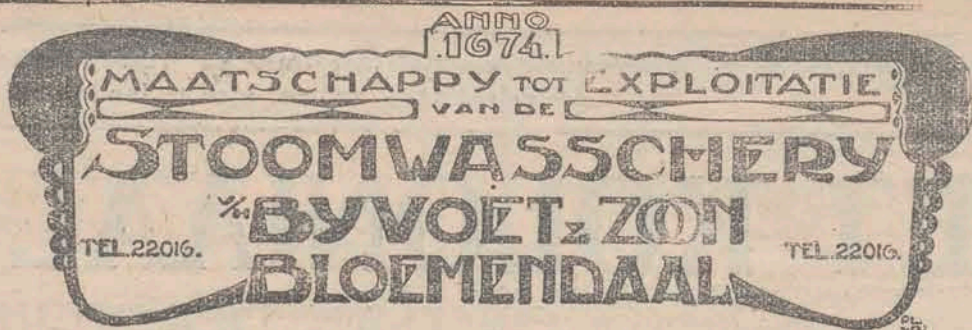 ANNO
1674.
MAATSCHAPPY TOT EXPLOITATIE
VAN DE
STOOMWASSCHERY
V/H BYVOET & ZOON
TEL. 22016. TEL. 22016.
BLOEMENDAAL